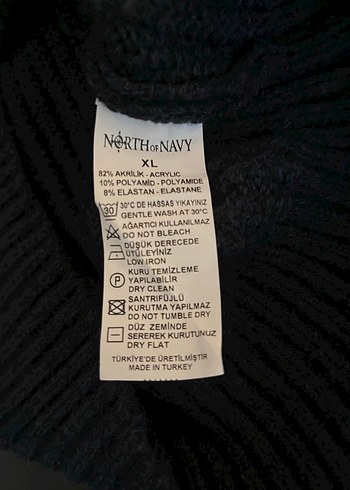 NORTH OF NAVY
XL
82% AKRİLİK - ACRYLIC
10% POLYAMİD - POLYAMIDE
8% ELASTAN - ELASTANE
30
30°C DE HASSAS YIKAYINIZ
GENTLE WASH AT 30°C
AĞARTICI KULLANILMAZ
DO NOT BLEACH
DÜŞÜK DERECEDE
ÜTÜLEYİNİZ
LOW IRON
P
KURU TEMİZLEME
YAPILABİLİR
DRY CLEAN
SANTRİFÜJLÜ
KURUTMA YAPILMAZ
DO NOT TUMBLE DRY
DÜZ ZEMİNDE
SEREREK KURUTUNUZ
DRY FLAT
TÜRKİYE'DE ÜRETİLMİŞTİR
MADE IN TURKEY